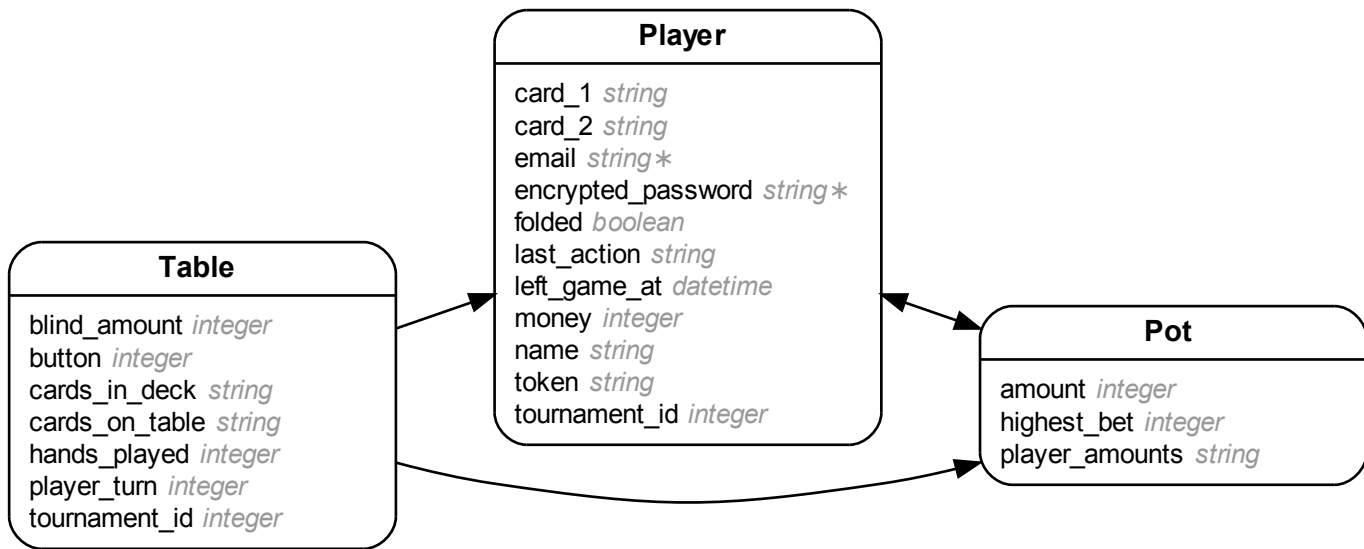 Player
card_1 string
card_2 string
email string∗
encrypted_password string∗
folded boolean
last_action string
left_game_at datetime
money integer
name string
token string
tournament_id integer
Table
blind_amount integer
button integer
cards_in_deck string
cards_on_table string
hands_played integer
player_turn integer
tournament_id integer
Pot
amount integer
highest_bet integer
player_amounts string